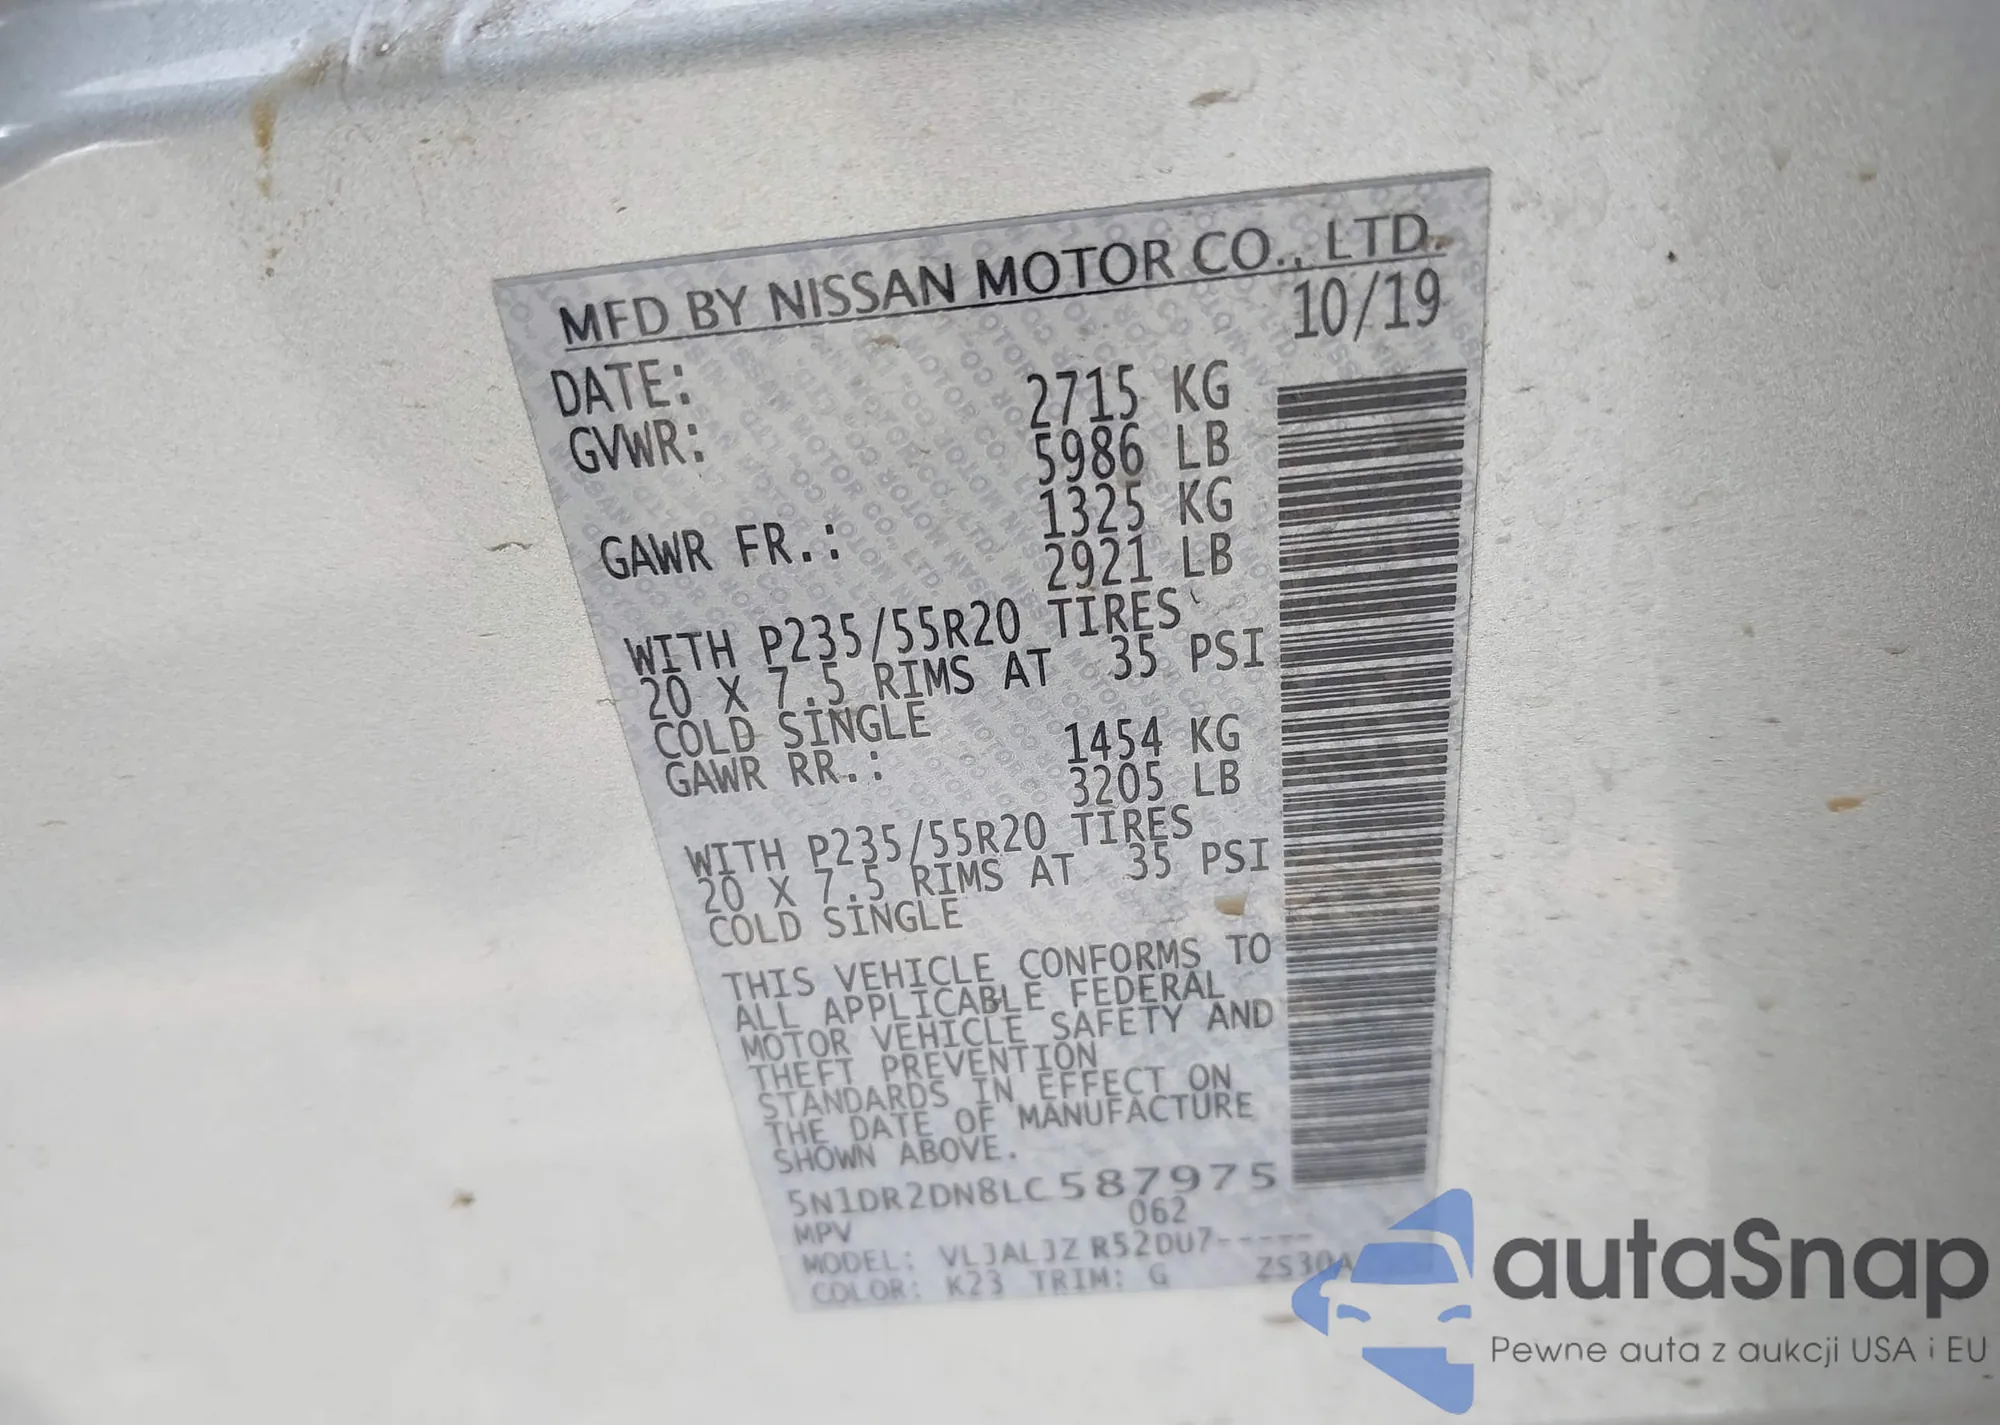 MFD BY NISSAN MOTOR CO., LTD.
DATE: 10/19
GVWR: 2715 KG
5986 LB
GAWR FR.: 1325 KG
2921 LB
WITH P235/55R20 TIRES
20 X 7.5 RIMS AT 35 PSI
COLD SINGLE
GAWR RR.: 1454 KG
3205 LB
WITH P235/55R20 TIRES
20 X 7.5 RIMS AT 35 PSI
COLD SINGLE
THIS VEHICLE CONFORMS TO
ALL APPLICABLE FEDERAL
MOTOR VEHICLE SAFETY AND
THEFT PREVENTION
STANDARDS IN EFFECT ON
THE DATE OF MANUFACTURE
SHOWN ABOVE.
5N1DR2DN8LC587975
MPV 062
MODEL: VLJALJZ R52DU7-----
COLOR: K23 TRIM: G ZS30A
autaSnap
Pewne auta z aukcji USA i EU